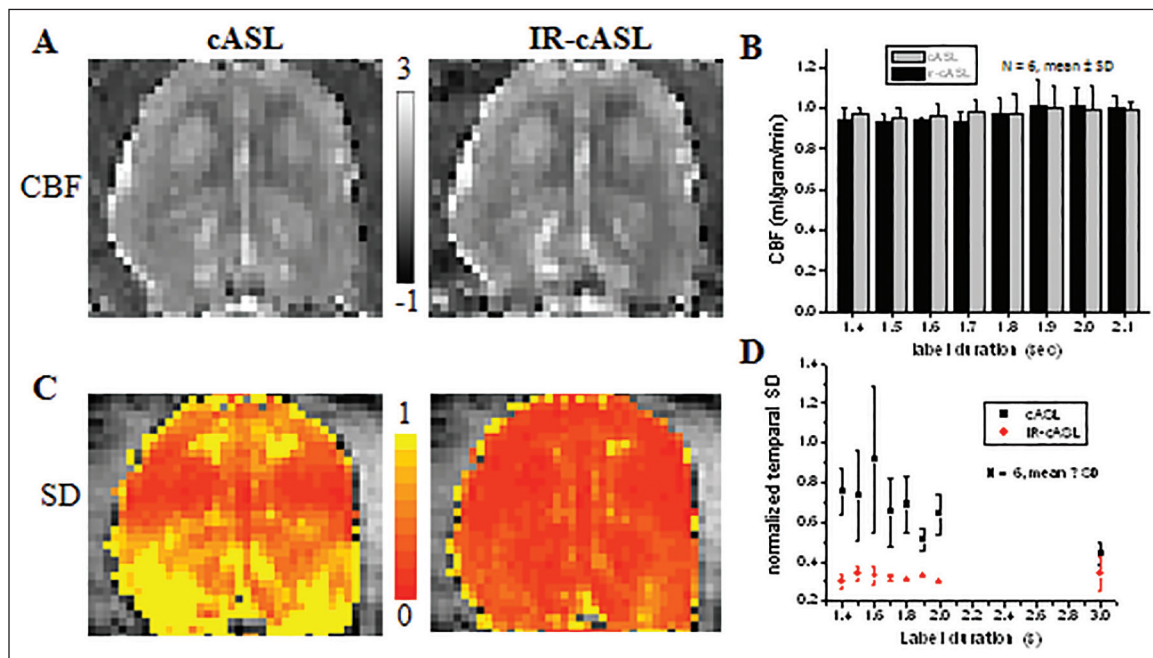 A
cASL
IR-cASL
B
CBF
3
-1
cASL
ir-cASL
N = 6, mean ± SD
CBF (ml/gram/min)
1.2
1.0
0.8
0.6
0.4
0.2
0.0
1.4 1.5 1.6 1.7 1.8 1.9 2.0 2.1
label duration (sec)
C
SD
1
0
D
normalized temparal SD
1.4
1.2
1.0
0.8
0.6
0.4
0.2
cASL
IR-cASL
= 6, mean ? SD
1.4 1.6 1.8 2.0 2.2 2.4 2.6 2.8 3.0
Label duration (s)